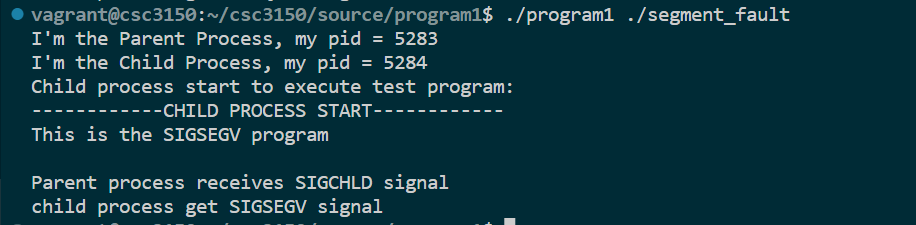 vagrant@csc3150:~/csc3150/source/program1$ ./program1 ./segment_fault
I'm the Parent Process, my pid = 5283
I'm the Child Process, my pid = 5284
Child process start to execute test program:
------------CHILD PROCESS START------------
This is the SIGSEGV program
Parent process receives SIGCHLD signal
child process get SIGSEGV signal